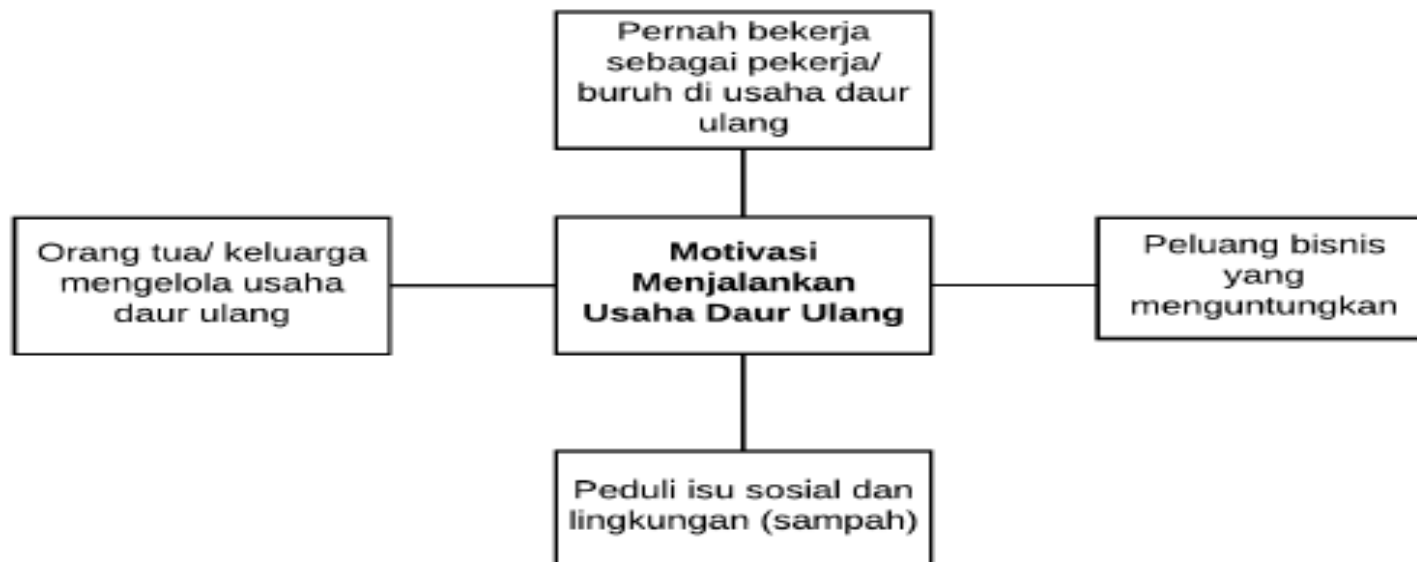 Pernah bekerja
sebagai pekerja/
buruh di usaha daur
ulang
Orang tua/ keluarga
mengelola usaha
daur ulang
Motivasi
Menjalankan
Usaha Daur Ulang
Peluang bisnis
yang
menguntungkan
Peduli isu sosial dan
lingkungan (sampah)